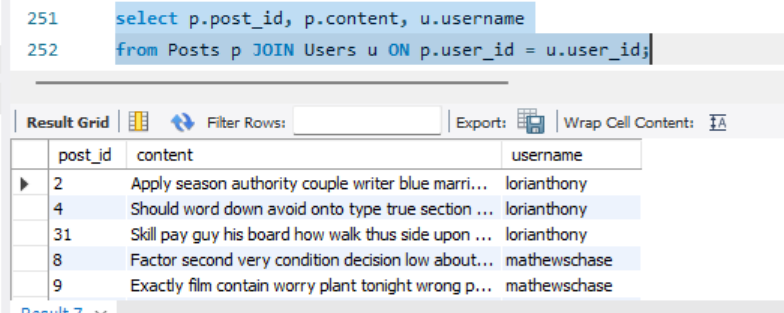 251 select p.post_id, p.content, u.username
252 from Posts p JOIN Users u ON p.user_id = u.user_id;
Result Grid Filter Rows: Export: Wrap Cell Content: IA
post_id content username
2 Apply season authority couple writer blue marri... lorianthony
4 Should word down avoid onto type true section ... lorianthony
31 Skill pay guy his board how walk thus side upon ... lorianthony
8 Factor second very condition decision low about... mathewschase
9 Exactly film contain worry plant tonight wrong p... mathewschase
Result 7